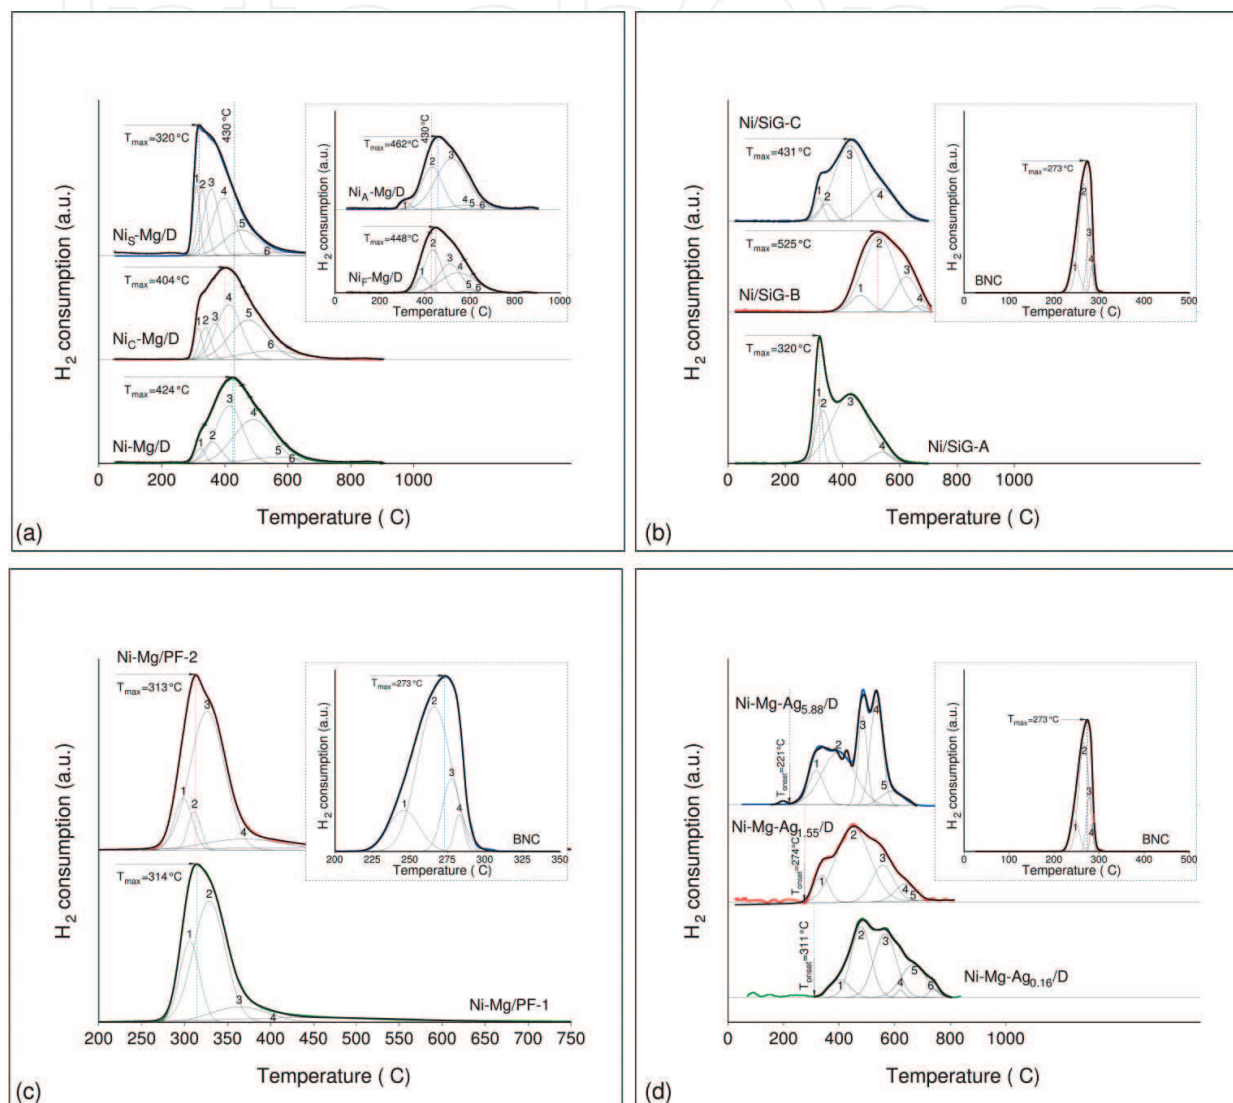 H2 consumption (a.u.)
Tmax=320°C
430°C
1
2
3
4
5
6
NiS-Mg/D
Tmax=404°C
1
2
3
4
5
6
NiC-Mg/D
Tmax=424°C
1
2
3
4
5
6
Ni-Mg/D
0 200 400 600 800 1000
Temperature ( C)
(a)
H2 consumption (a.u.)
430°C
Tmax=462°C
1
2
3
4
5
6
NiA-Mg/D
Tmax=448°C
1
2
3
4
5
6
NiF-Mg/D
0 200 400 600 800 1000
Temperature ( C)
H2 consumption (a.u.)
Ni/SiG-C
Tmax=431°C
1
2
3
4
Tmax=525°C
1
2
3
4
Ni/SiG-B
Tmax=320°C
1
2
3
4
Ni/SiG-A
0 200 400 600 800 1000
Temperature ( C)
(b)
H2 consumption (a.u.)
Tmax=273°C
1
2
3
4
BNC
0 100 200 300 400 500
Temperature ( C)
H2 consumption (a.u.)
Ni-Mg/PF-2
Tmax=313°C
1
2
3
4
Tmax=314°C
1
2
3
4
Ni-Mg/PF-1
200 250 300 350 400 450 500 550 600 650 700 750
Temperature ( C)
(c)
H2 consumption (a.u.)
Tmax=273°C
1
2
3
4
BNC
200 225 250 275 300 325 350
Temperature ( C)
H2 consumption (a.u.)
Ni-Mg-Ag5.88/D
Tonset=221°C
1
2
3
4
5
Ni-Mg-Ag1.55/D
Tonset=274°C
1
2
3
4
5
Tonset=311°C
1
2
3
4
5
6
Ni-Mg-Ag0.16/D
0 200 400 600 800 1000
Temperature ( C)
(d)
H2 consumption (a.u.)
Tmax=273°C
1
2
3
4
BNC
0 100 200 300 400 500
Temperature ( C)